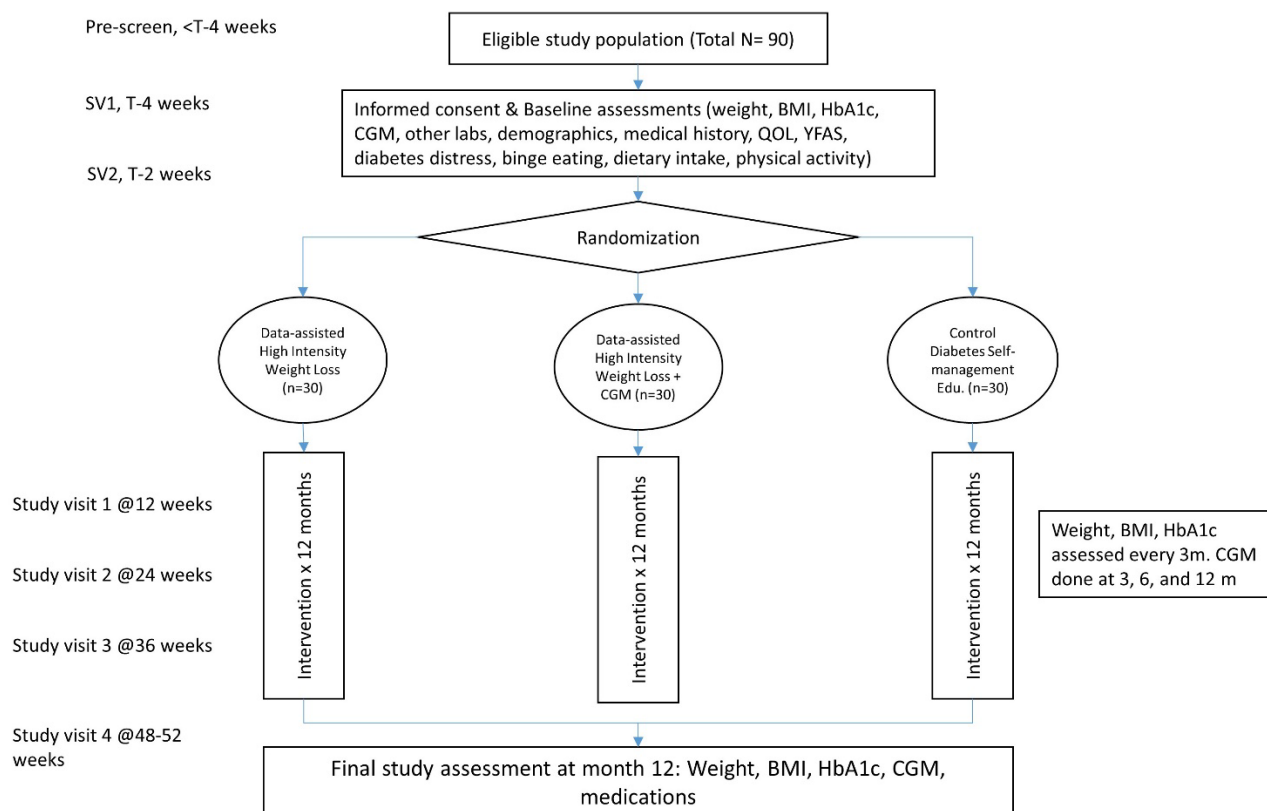 Pre-screen, <T-4 weeks
Eligible study population (Total N= 90)
SV1, T-4 weeks
Informed consent & Baseline assessments (weight, BMI, HbA1c,
CGM, other labs, demographics, medical history, QOL, YFAS,
diabetes distress, binge eating, dietary intake, physical activity)
SV2, T-2 weeks
Randomization
Data-assisted
High Intensity
Weight Loss
(n=30)
Data-assisted
High Intensity
Weight Loss +
CGM (n=30)
Control
Diabetes Self-
management
Edu. (n=30)
Intervention x 12 months
Intervention x 12 months
Intervention x 12 months
Study visit 1 @12 weeks
Study visit 2 @24 weeks
Study visit 3 @36 weeks
Weight, BMI, HbA1c
assessed every 3m. CGM
done at 3, 6, and 12 m
Study visit 4 @48-52
weeks
Final study assessment at month 12: Weight, BMI, HbA1c, CGM,
medications